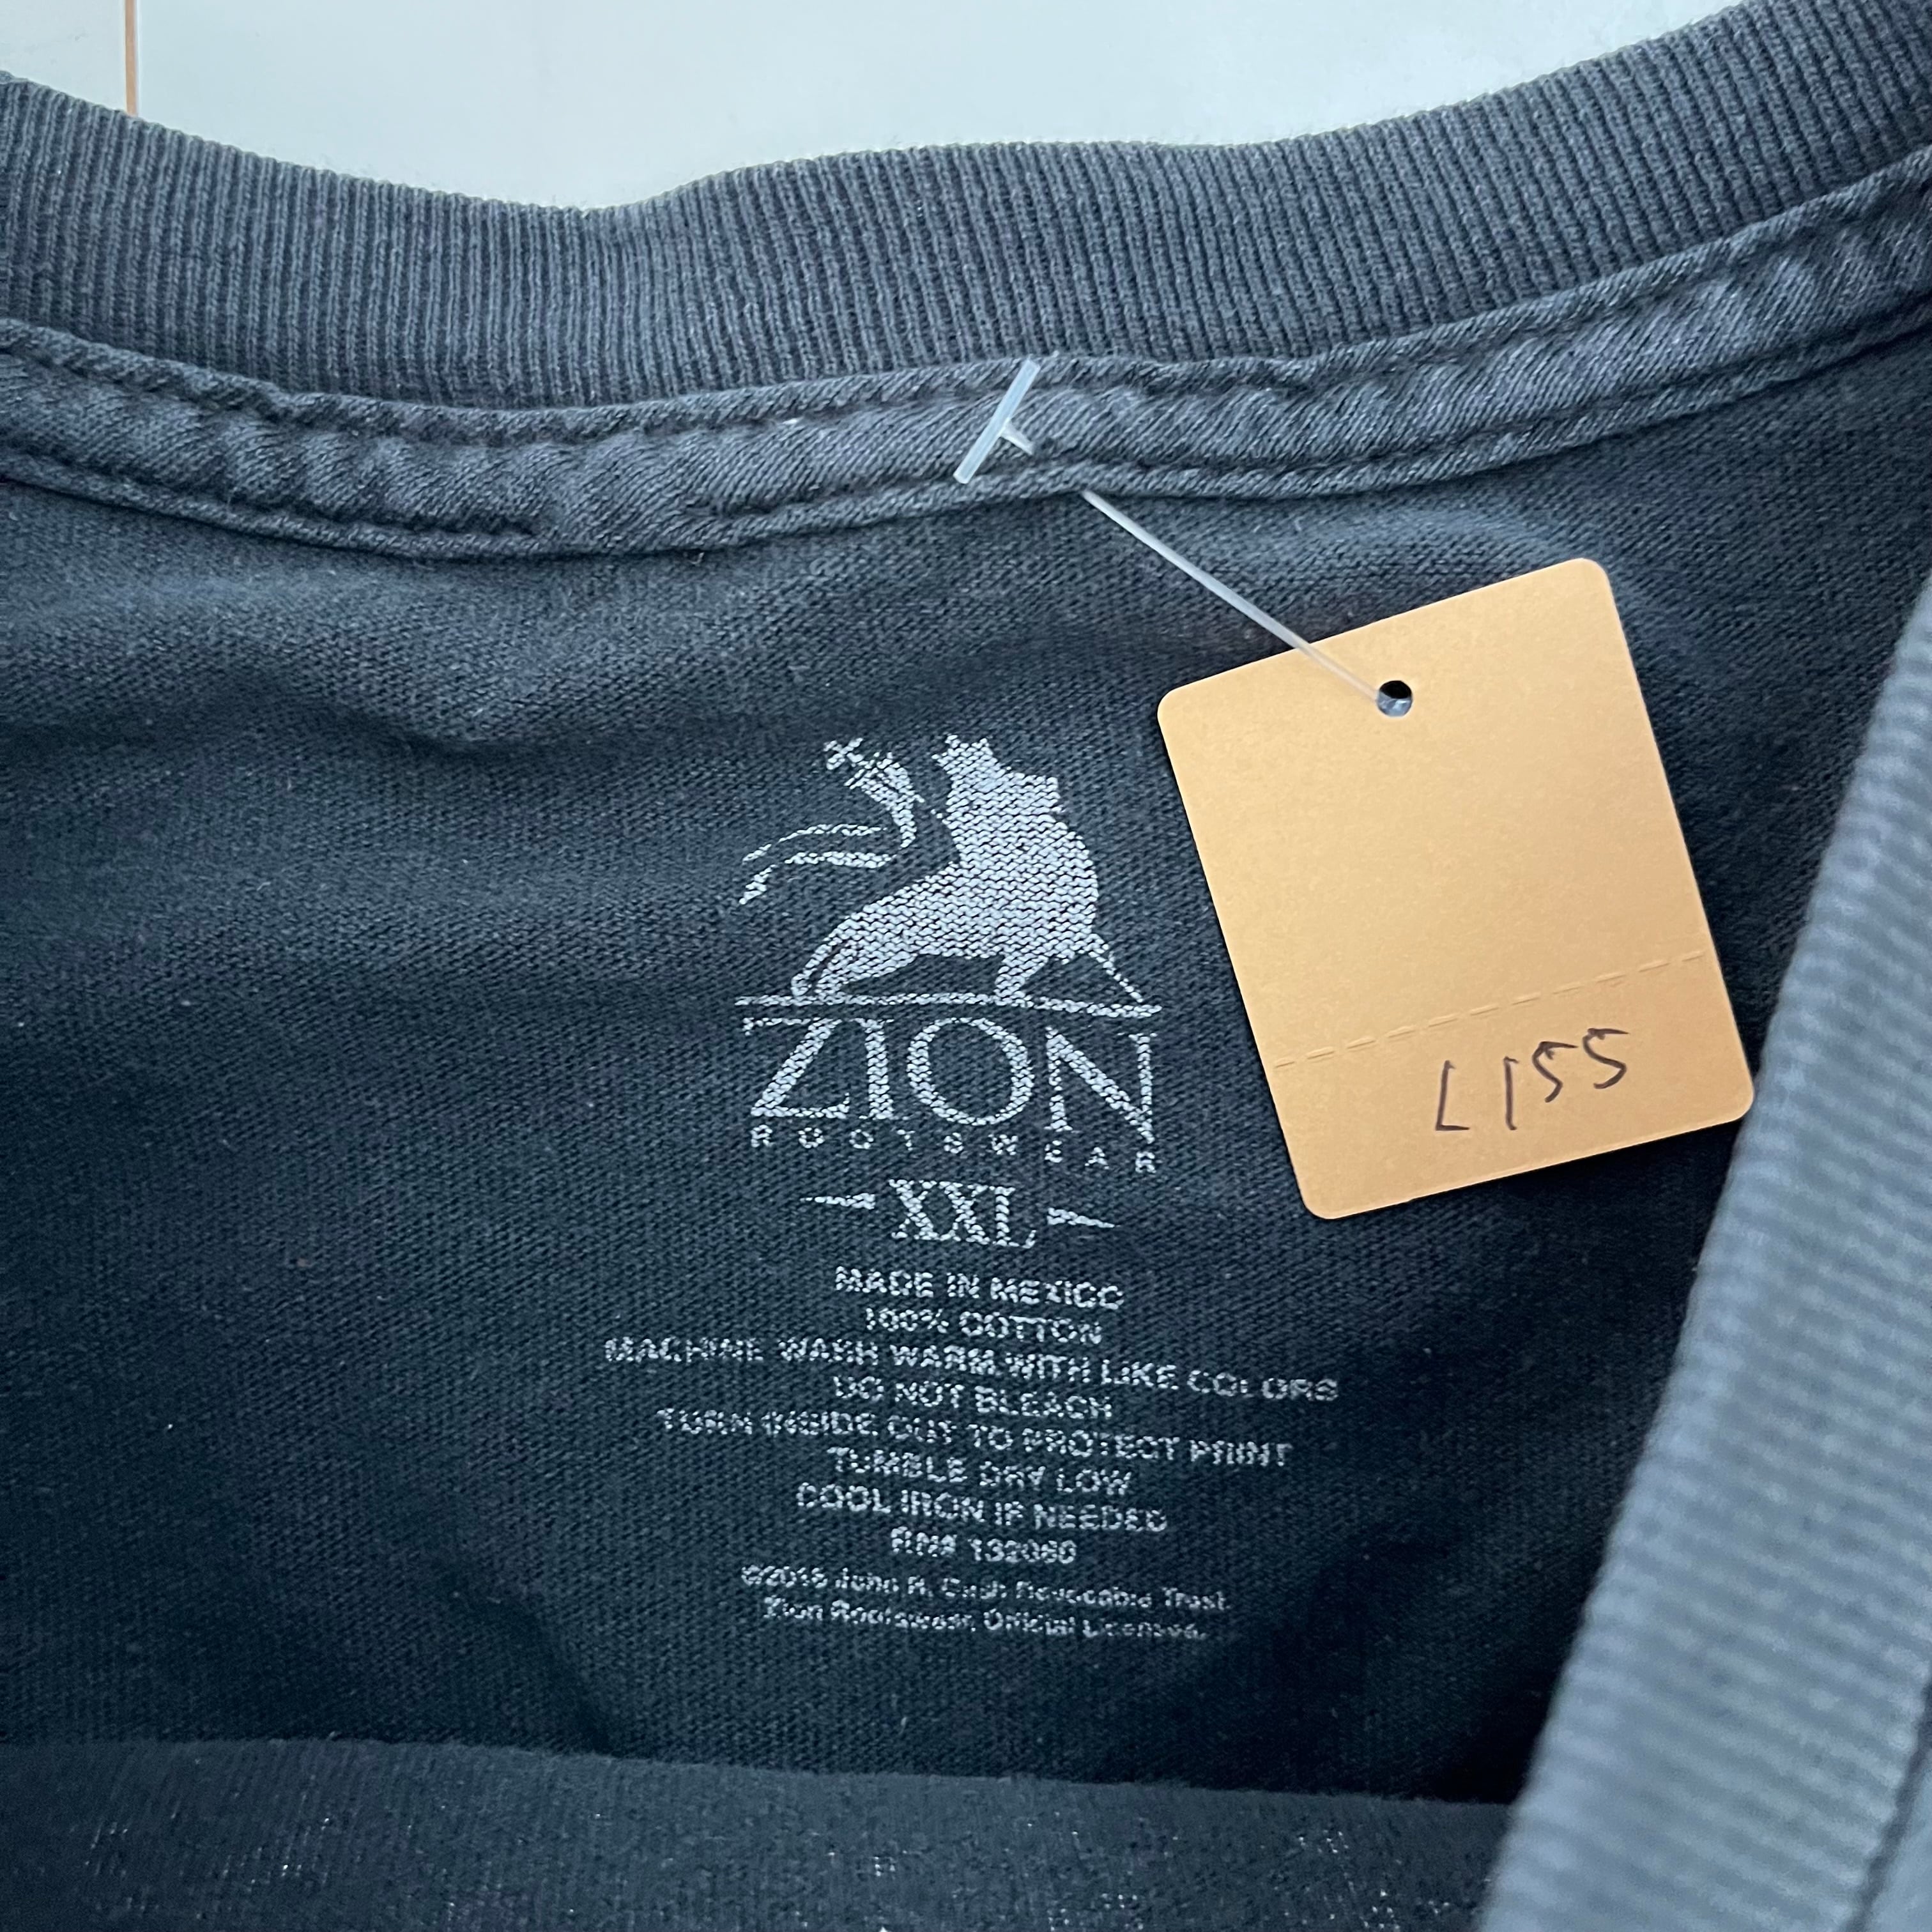 ZION
ROOTSWEAR
XXL
MADE IN MEXICO
100% COTTON
MACHINE WASH WARM WITH LIKE COLORS
DO NOT BLEACH
TURN INSIDE OUT TO PROTECT PRINT
TUMBLE DRY LOW
COOL IRON IF NEEDED
RN# 132060
©2018 John R. Cash Revocable Trust.
Zion Rootswear, Official Licensee.
L155